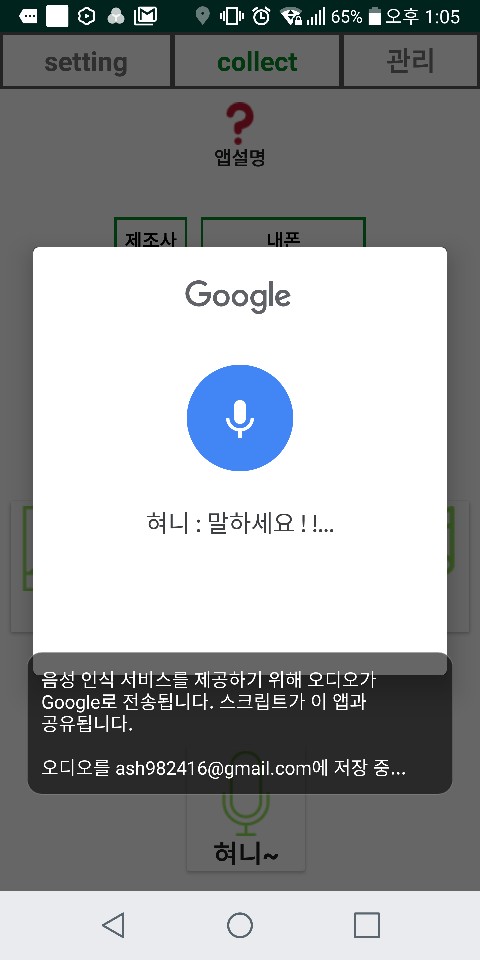 65% 오후 1:05
setting collect 관리
?
앱설명
제조사 내폰
Google
혀니 : 말하세요 ! !...
음성 인식 서비스를 제공하기 위해 오디오가
Google로 전송됩니다. 스크립트가 이 앱과
공유됩니다.
오디오를 ash982416@gmail.com에 저장 중...
혀니~